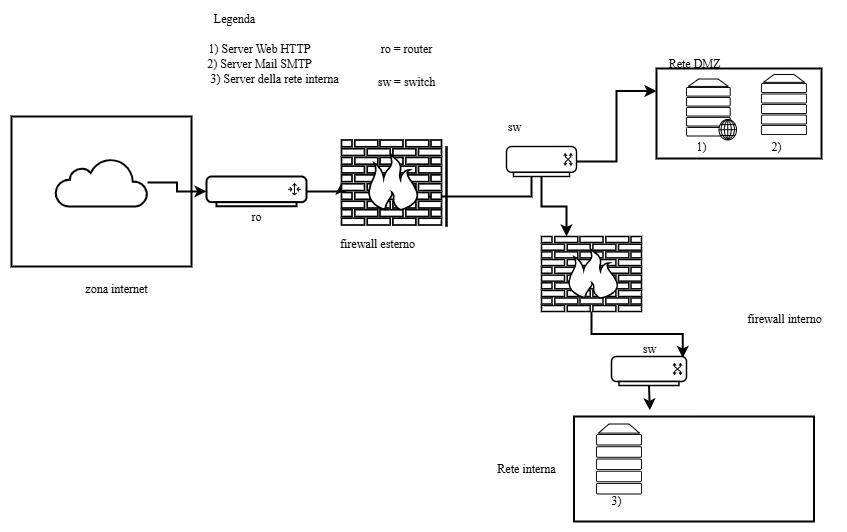 Legenda
1) Server Web HTTP
ro = router
2) Server Mail SMTP
3) Server della rete interna
sw = switch
Rete DMZ
sw
1)
2)
ro
firewall esterno
zona internet
firewall interno
sw
Rete interna
3)